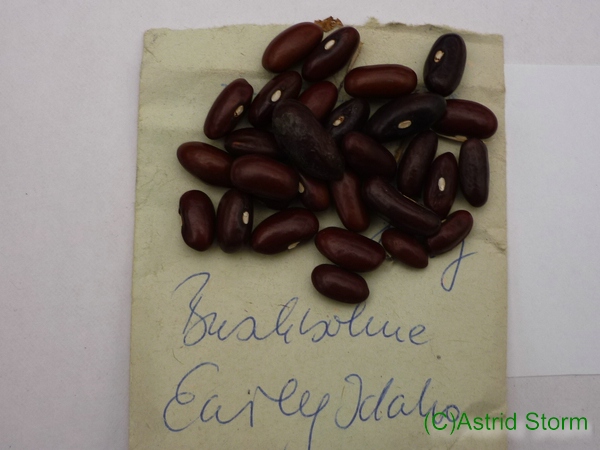 Buschbohne
Early Idaho
(C)Astrid Storm